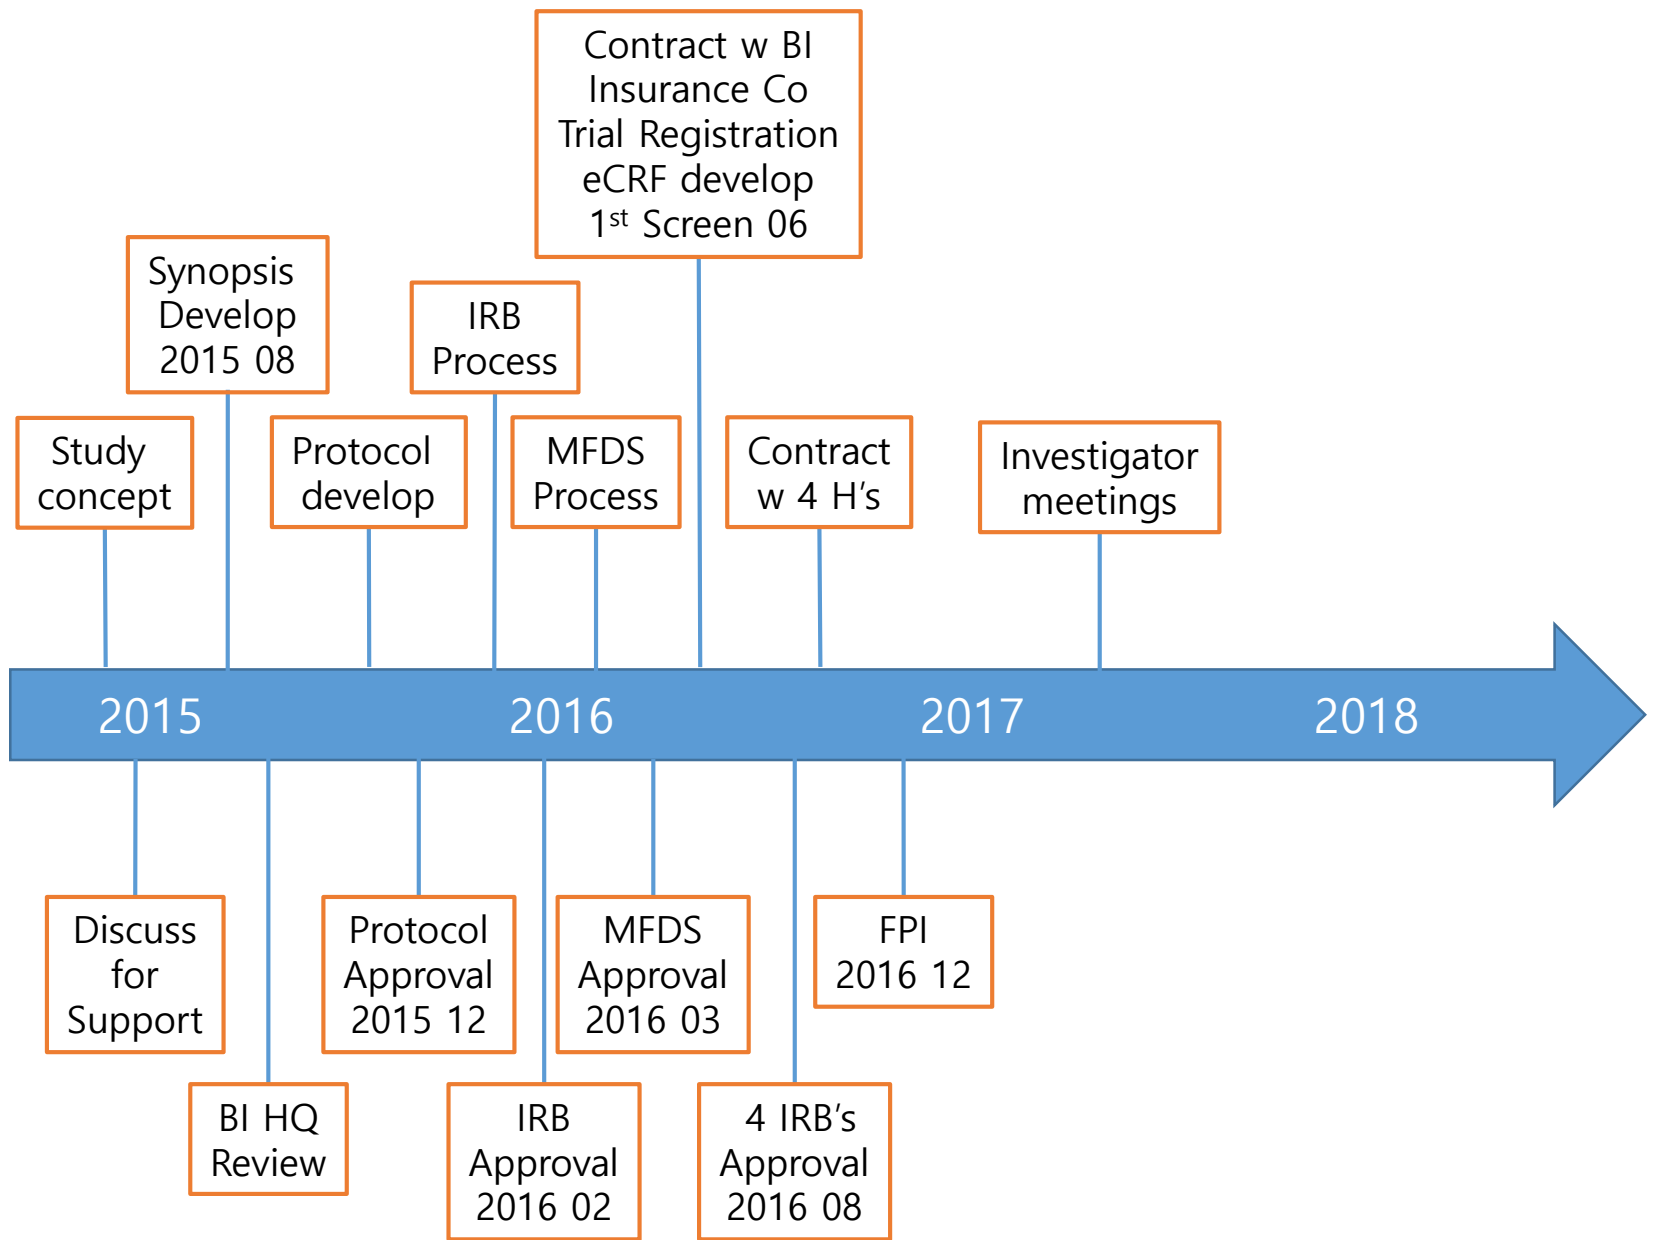 Contract w BI
Insurance Co
Trial Registration
eCRF develop
1st Screen 06
Synopsis
Develop
2015 08
IRB
Process
Study
concept
Protocol
develop
MFDS
Process
Contract
w 4 H's
Investigator
meetings
2015
2016
2017
2018
Discuss
for
Support
Protocol
Approval
2015 12
MFDS
Approval
2016 03
FPI
2016 12
BI HQ
Review
IRB
Approval
2016 02
4 IRB's
Approval
2016 08